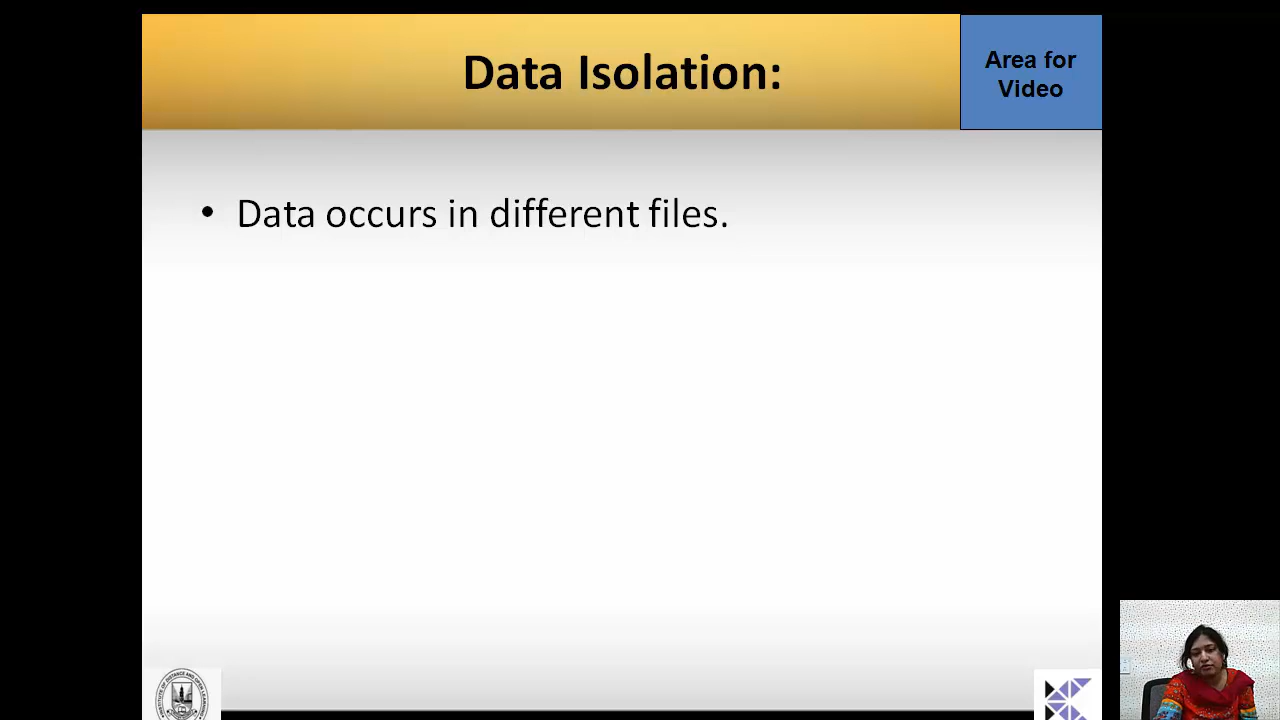 Data Isolation:
Area for
Video
• Data occurs in different files.